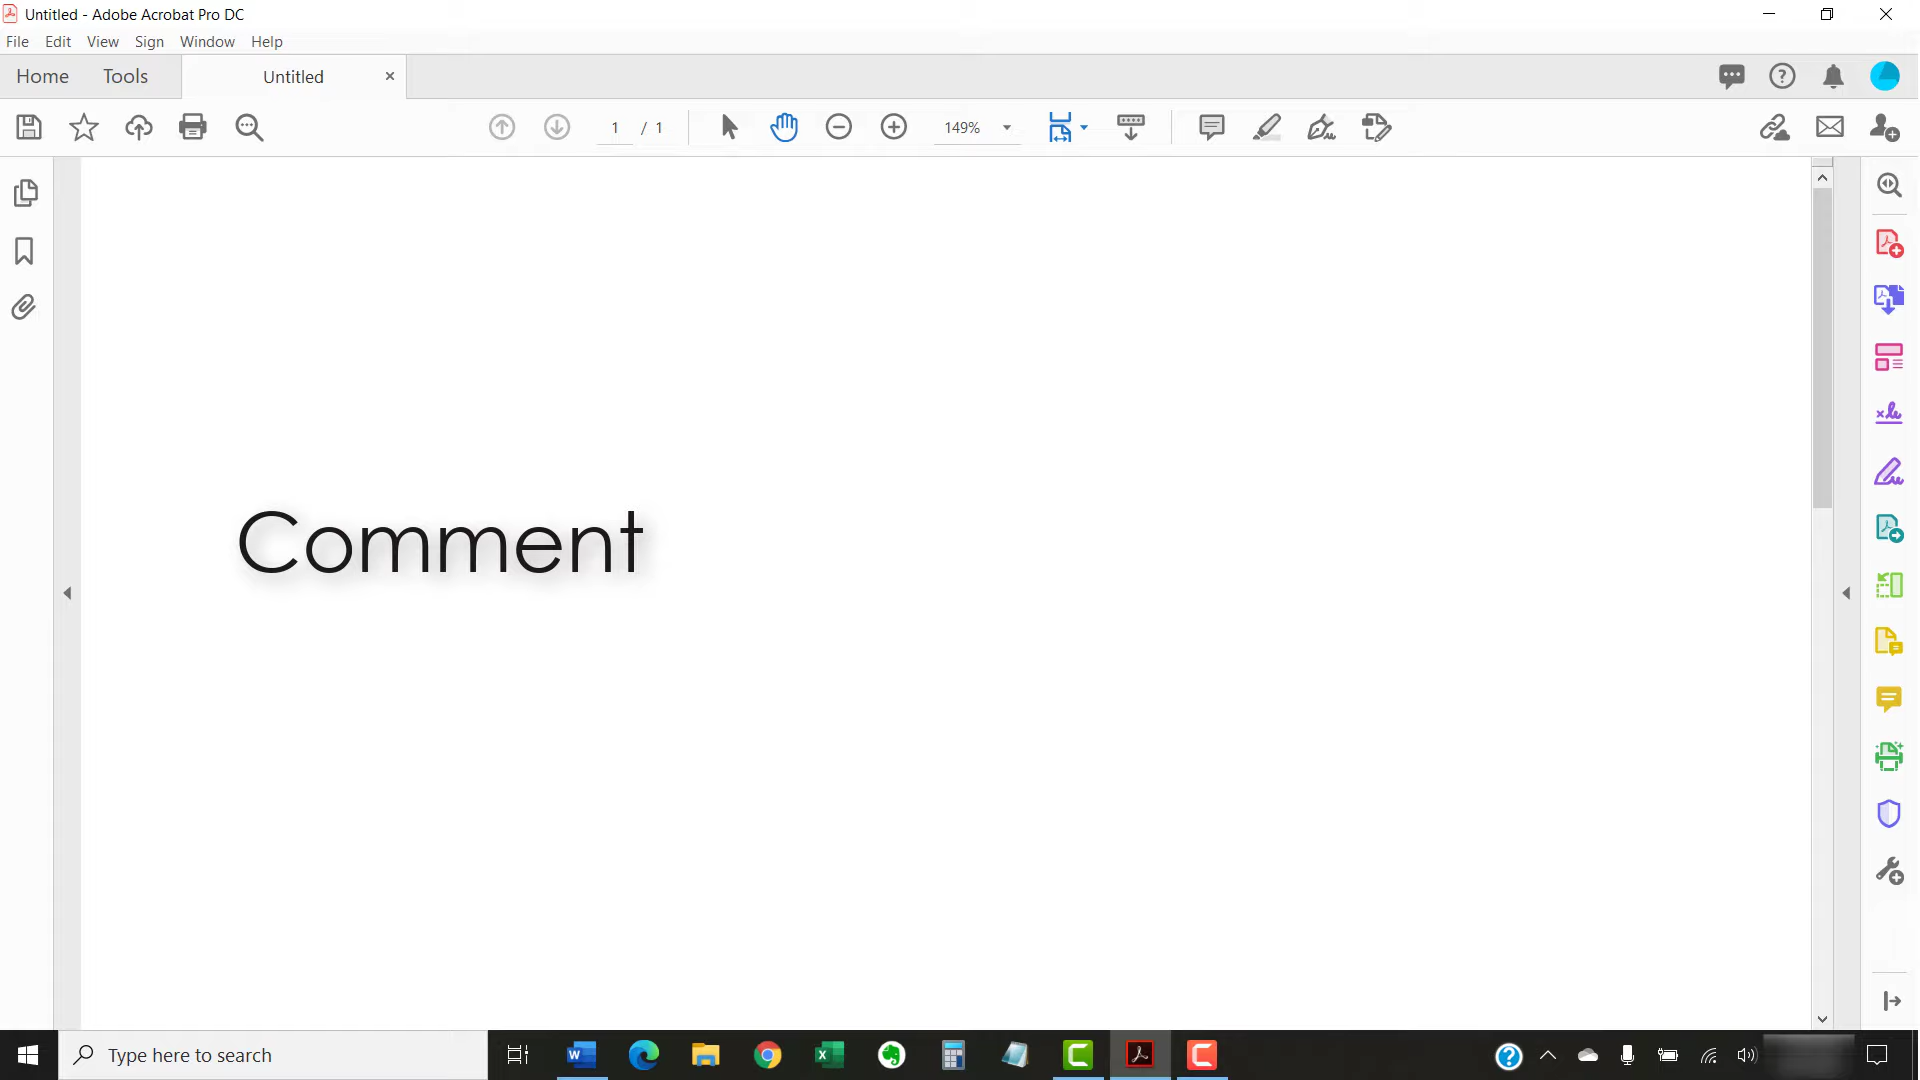 Untitled - Adobe Acrobat Pro DC
File Edit View Sign Window Help
Home Tools Untitled
1 / 1 149%
Comment
Type here to search